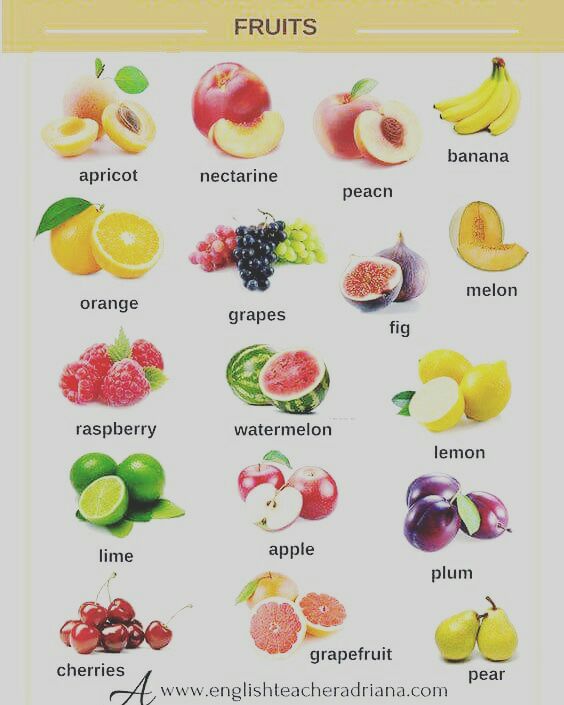 FRUITS
apricot
nectarine
peacn
banana
orange
grapes
fig
melon
raspberry
watermelon
lemon
lime
apple
plum
cherries
grapefruit
pear
A www.englishteacheradriana.com